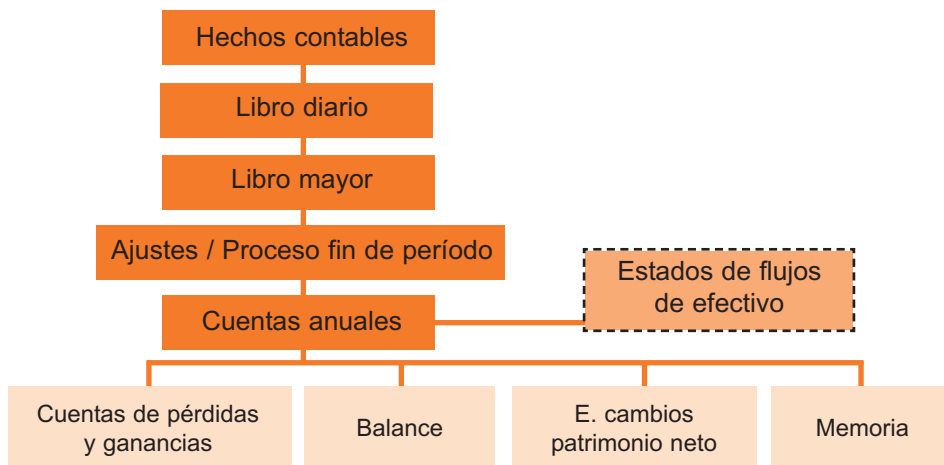 Hechos contables
Libro diario
Libro mayor
Ajustes / Proceso fin de período
Estados de flujos
de efectivo
Cuentas anuales
Cuentas de pérdidas
y ganancias
Balance
E. cambios
patrimonio neto
Memoria